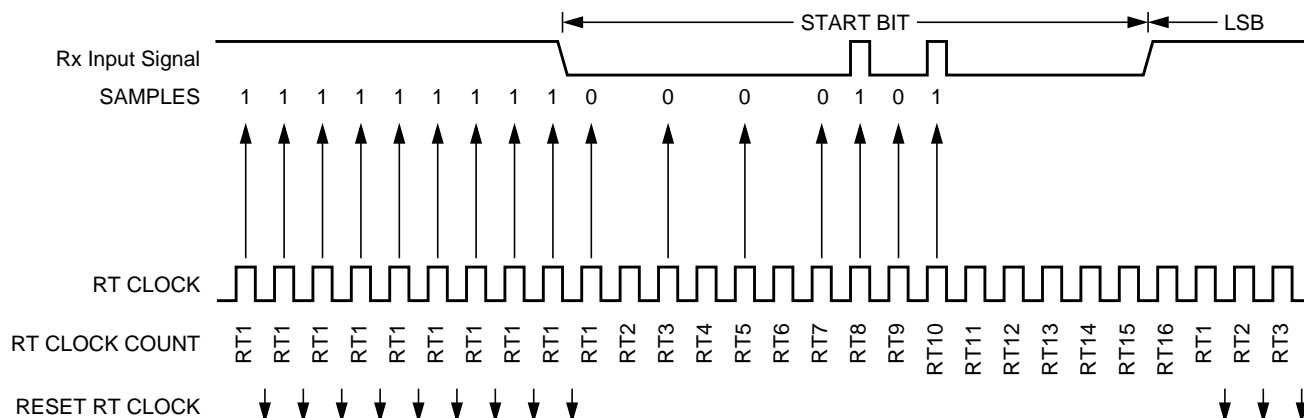 START BIT LSB
Rx Input Signal
SAMPLES 1 1 1 1 1 1 1 1 1 0 0 0 0 1 0 1
RT CLOCK
RT CLOCK COUNT RT1 RT1 RT1 RT1 RT1 RT1 RT1 RT1 RT1 RT1 RT2 RT3 RT4 RT5 RT6 RT7 RT8 RT9 RT10 RT11 RT12 RT13 RT14 RT15 RT16 RT1 RT2 RT3
RESET RT CLOCK